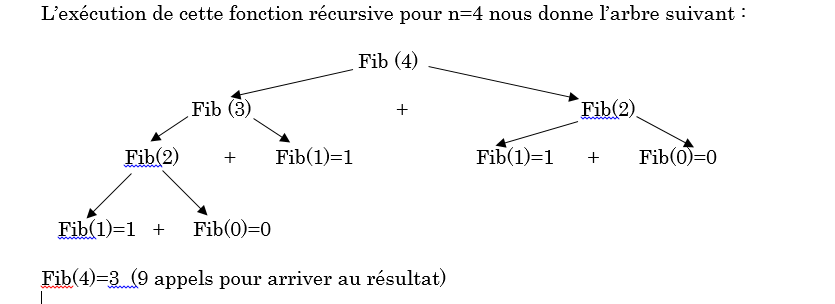 L’exécution de cette fonction récursive pour n=4 nous donne l’arbre suivant :
Fib (4)
Fib (3) + Fib(2)
Fib(2) + Fib(1)=1 Fib(1)=1 + Fib(0)=0
Fib(1)=1 + Fib(0)=0
Fib(4)=3 (9 appels pour arriver au résultat)